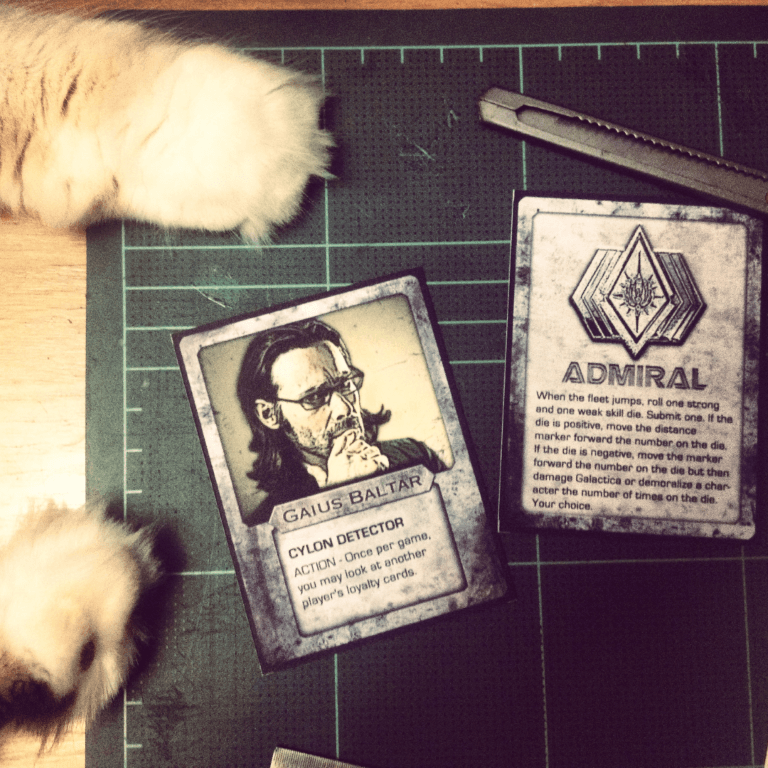 GAIUS BALTAR
CYLON DETECTOR
ACTION - Once per game,
you may look at another
player's loyalty cards.
ADMIRAL
When the fleet jumps, roll one strong
and one weak skill die. Submit one. If the
die is positive, move the distance
marker forward the number on the die.
If the die is negative, move the marker
forward the number on the die but then
damage Galactica or demoralize a char-
acter the number of times on the die.
Your choice.